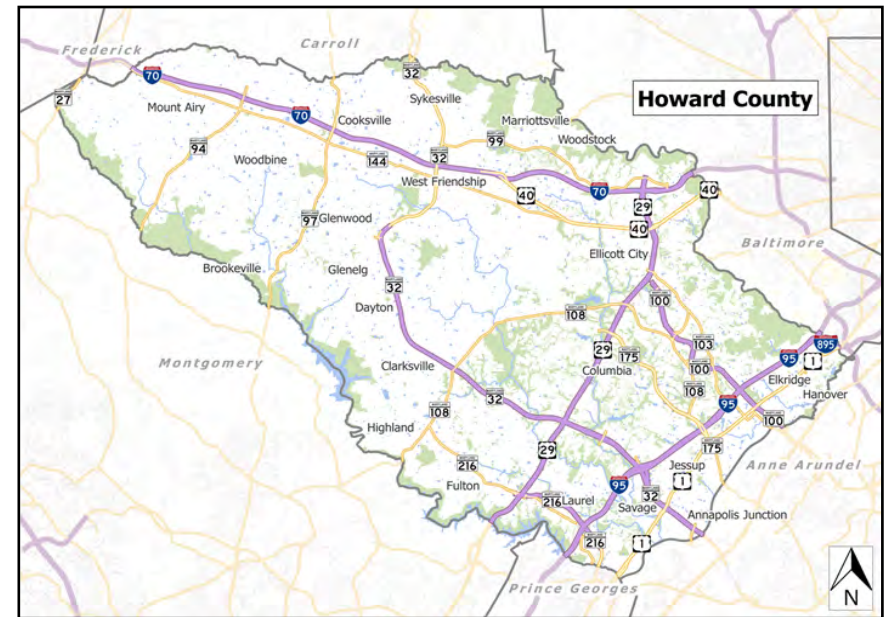 Howard County
Frederick
Carroll
70
32
27
Mount Airy
Sykesville
70
Cooksville
Marriottsville
94
99
Woodstock
Woodbine
144
32
West Friendship
40
70
40
29
97
Glenwood
40
Baltimore
Ellicott City
Brookeville
Glenelg
32
100
Dayton
108
103
895
29
175
95
1
Montgomery
Clarksville
Columbia
100
Elkridge
32
108
95
Hanover
108
100
Highland
29
175
216
Jessup
Anne Arundel
Fulton
95
1
32
216
Laurel
Savage
Annapolis Junction
216
1
Prince Georges
N